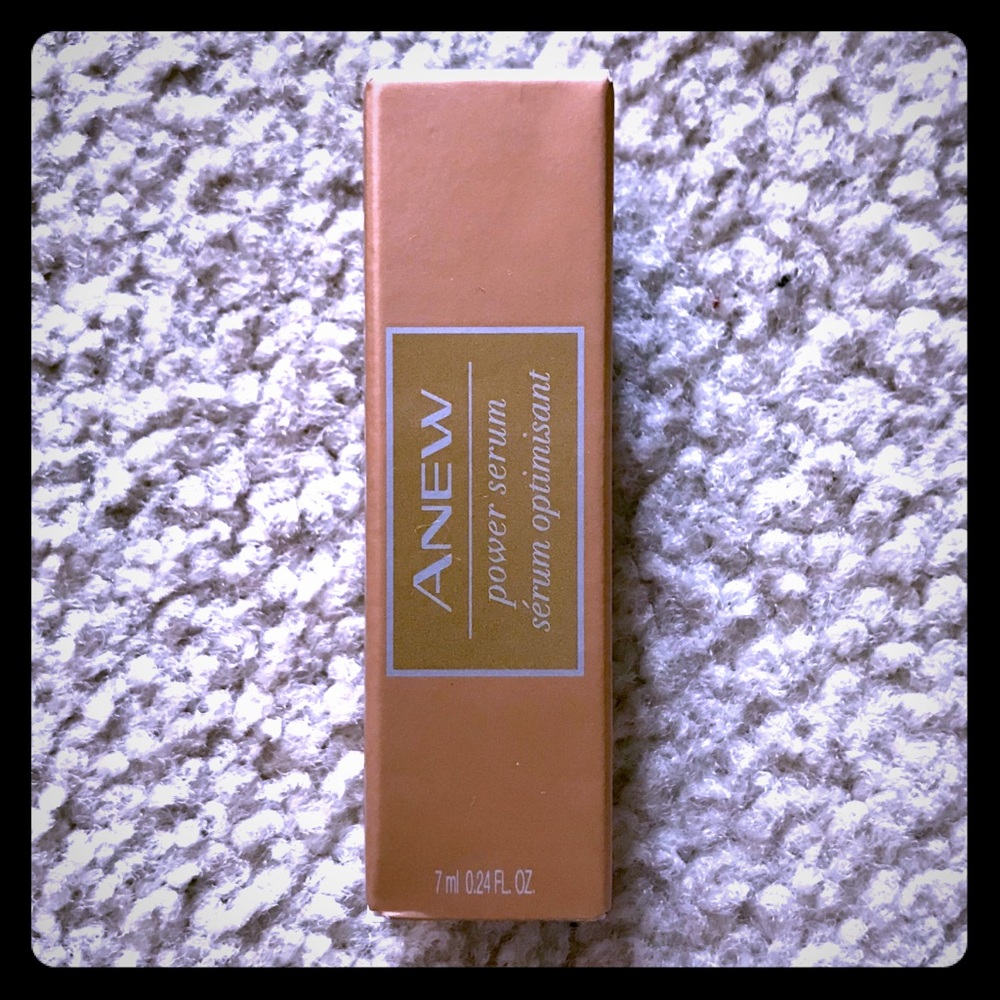 ANEW
power serum
sérum optimisant
7 ml 0.24 FL. OZ.